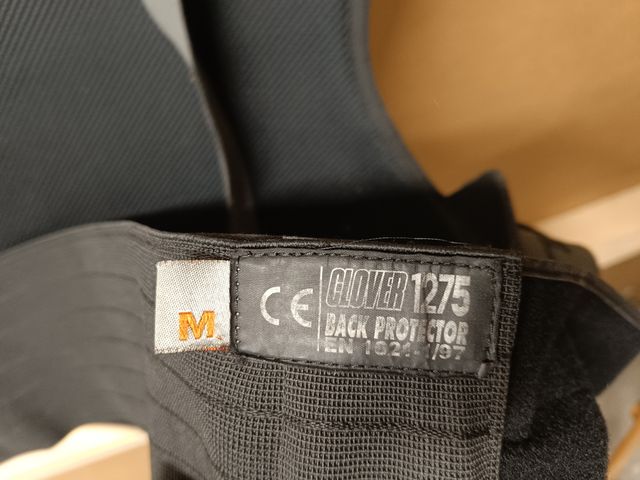 M
CE
CLOVER 1275
BACK PROTECTOR
EN 1621-1/97